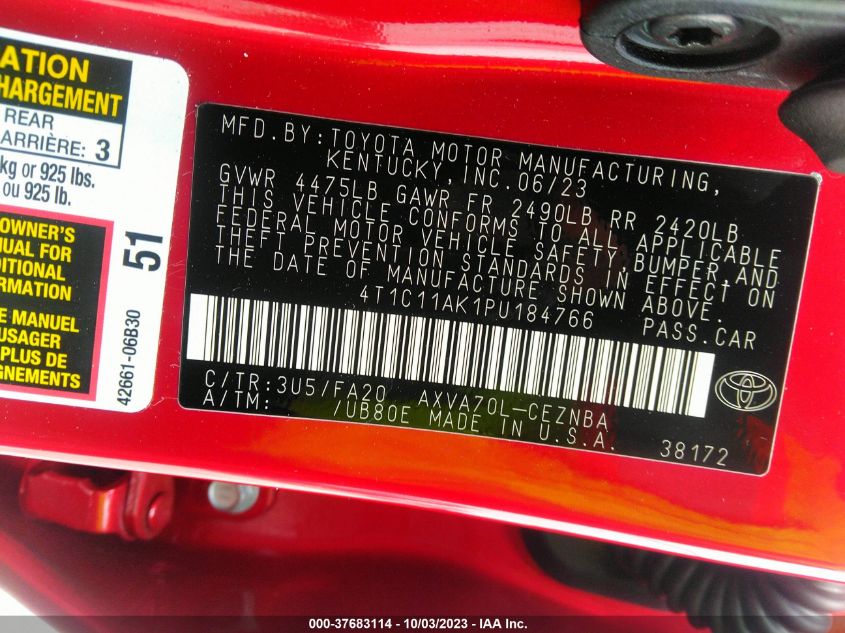 ATION
HARGEMENT
REAR
ARRIÈRE: 3
kg or 925 lbs.
ou 925 lb.
OWNER'S
NUAL FOR
DITIONAL
ORMATION
E MANUEL
USAGER
PLUS DE
GNEMENTS
51
42661-06B30
MFD. BY: TOYOTA MOTOR MANUFACTURING,
KENTUCKY, INC. 06/23
GVWR 4475LB GAWR FR 2490LB RR 2420LB
THIS VEHICLE CONFORMS TO ALL APPLICABLE
FEDERAL MOTOR VEHICLE SAFETY, BUMPER, AND
THEFT PREVENTION STANDARDS IN EFFECT ON
THE DATE OF MANUFACTURE SHOWN ABOVE.
4T1C11AK1PU184766 PASS. CAR
C/TR: 3U5/FA20 AXVA70L-CEZNBA
A/TM: /UB80E MADE IN U.S.A.
38172
000-37683114 - 10/03/2023 - IAA Inc.